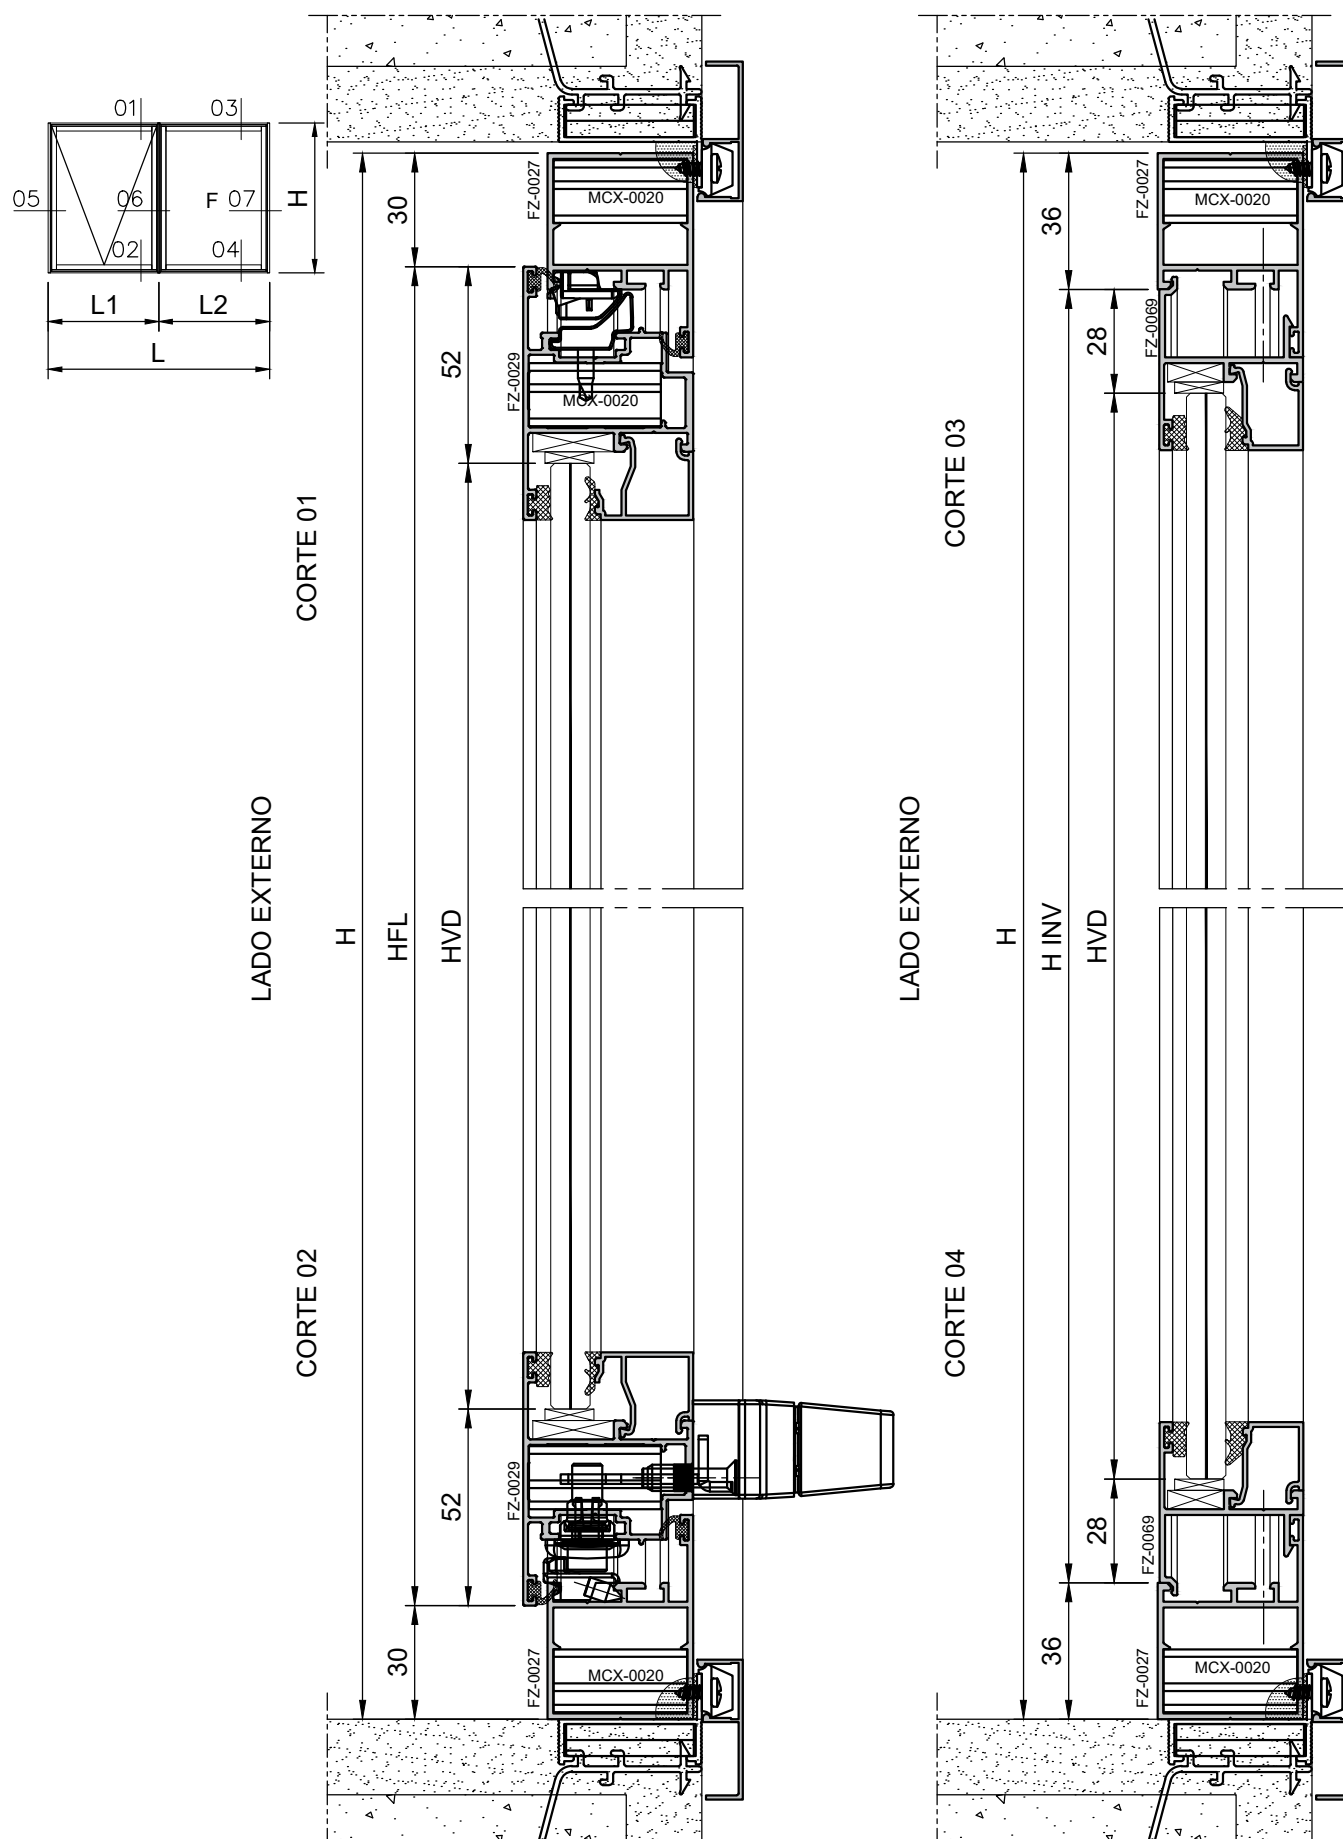 01
03
05
06
F
07
H
02
04
L1
L2
L
30
FZ-0027
MCX-0020
52
FZ-0029
MCX-0020
CORTE 01
LADO EXTERNO
H
HFL
HVD
CORTE 02
52
FZ-0029
30
FZ-0027
MCX-0020
36
FZ-0027
MCX-0020
28
FZ-0069
CORTE 03
LADO EXTERNO
H
H INV
HVD
CORTE 04
28
FZ-0069
36
FZ-0027
MCX-0020